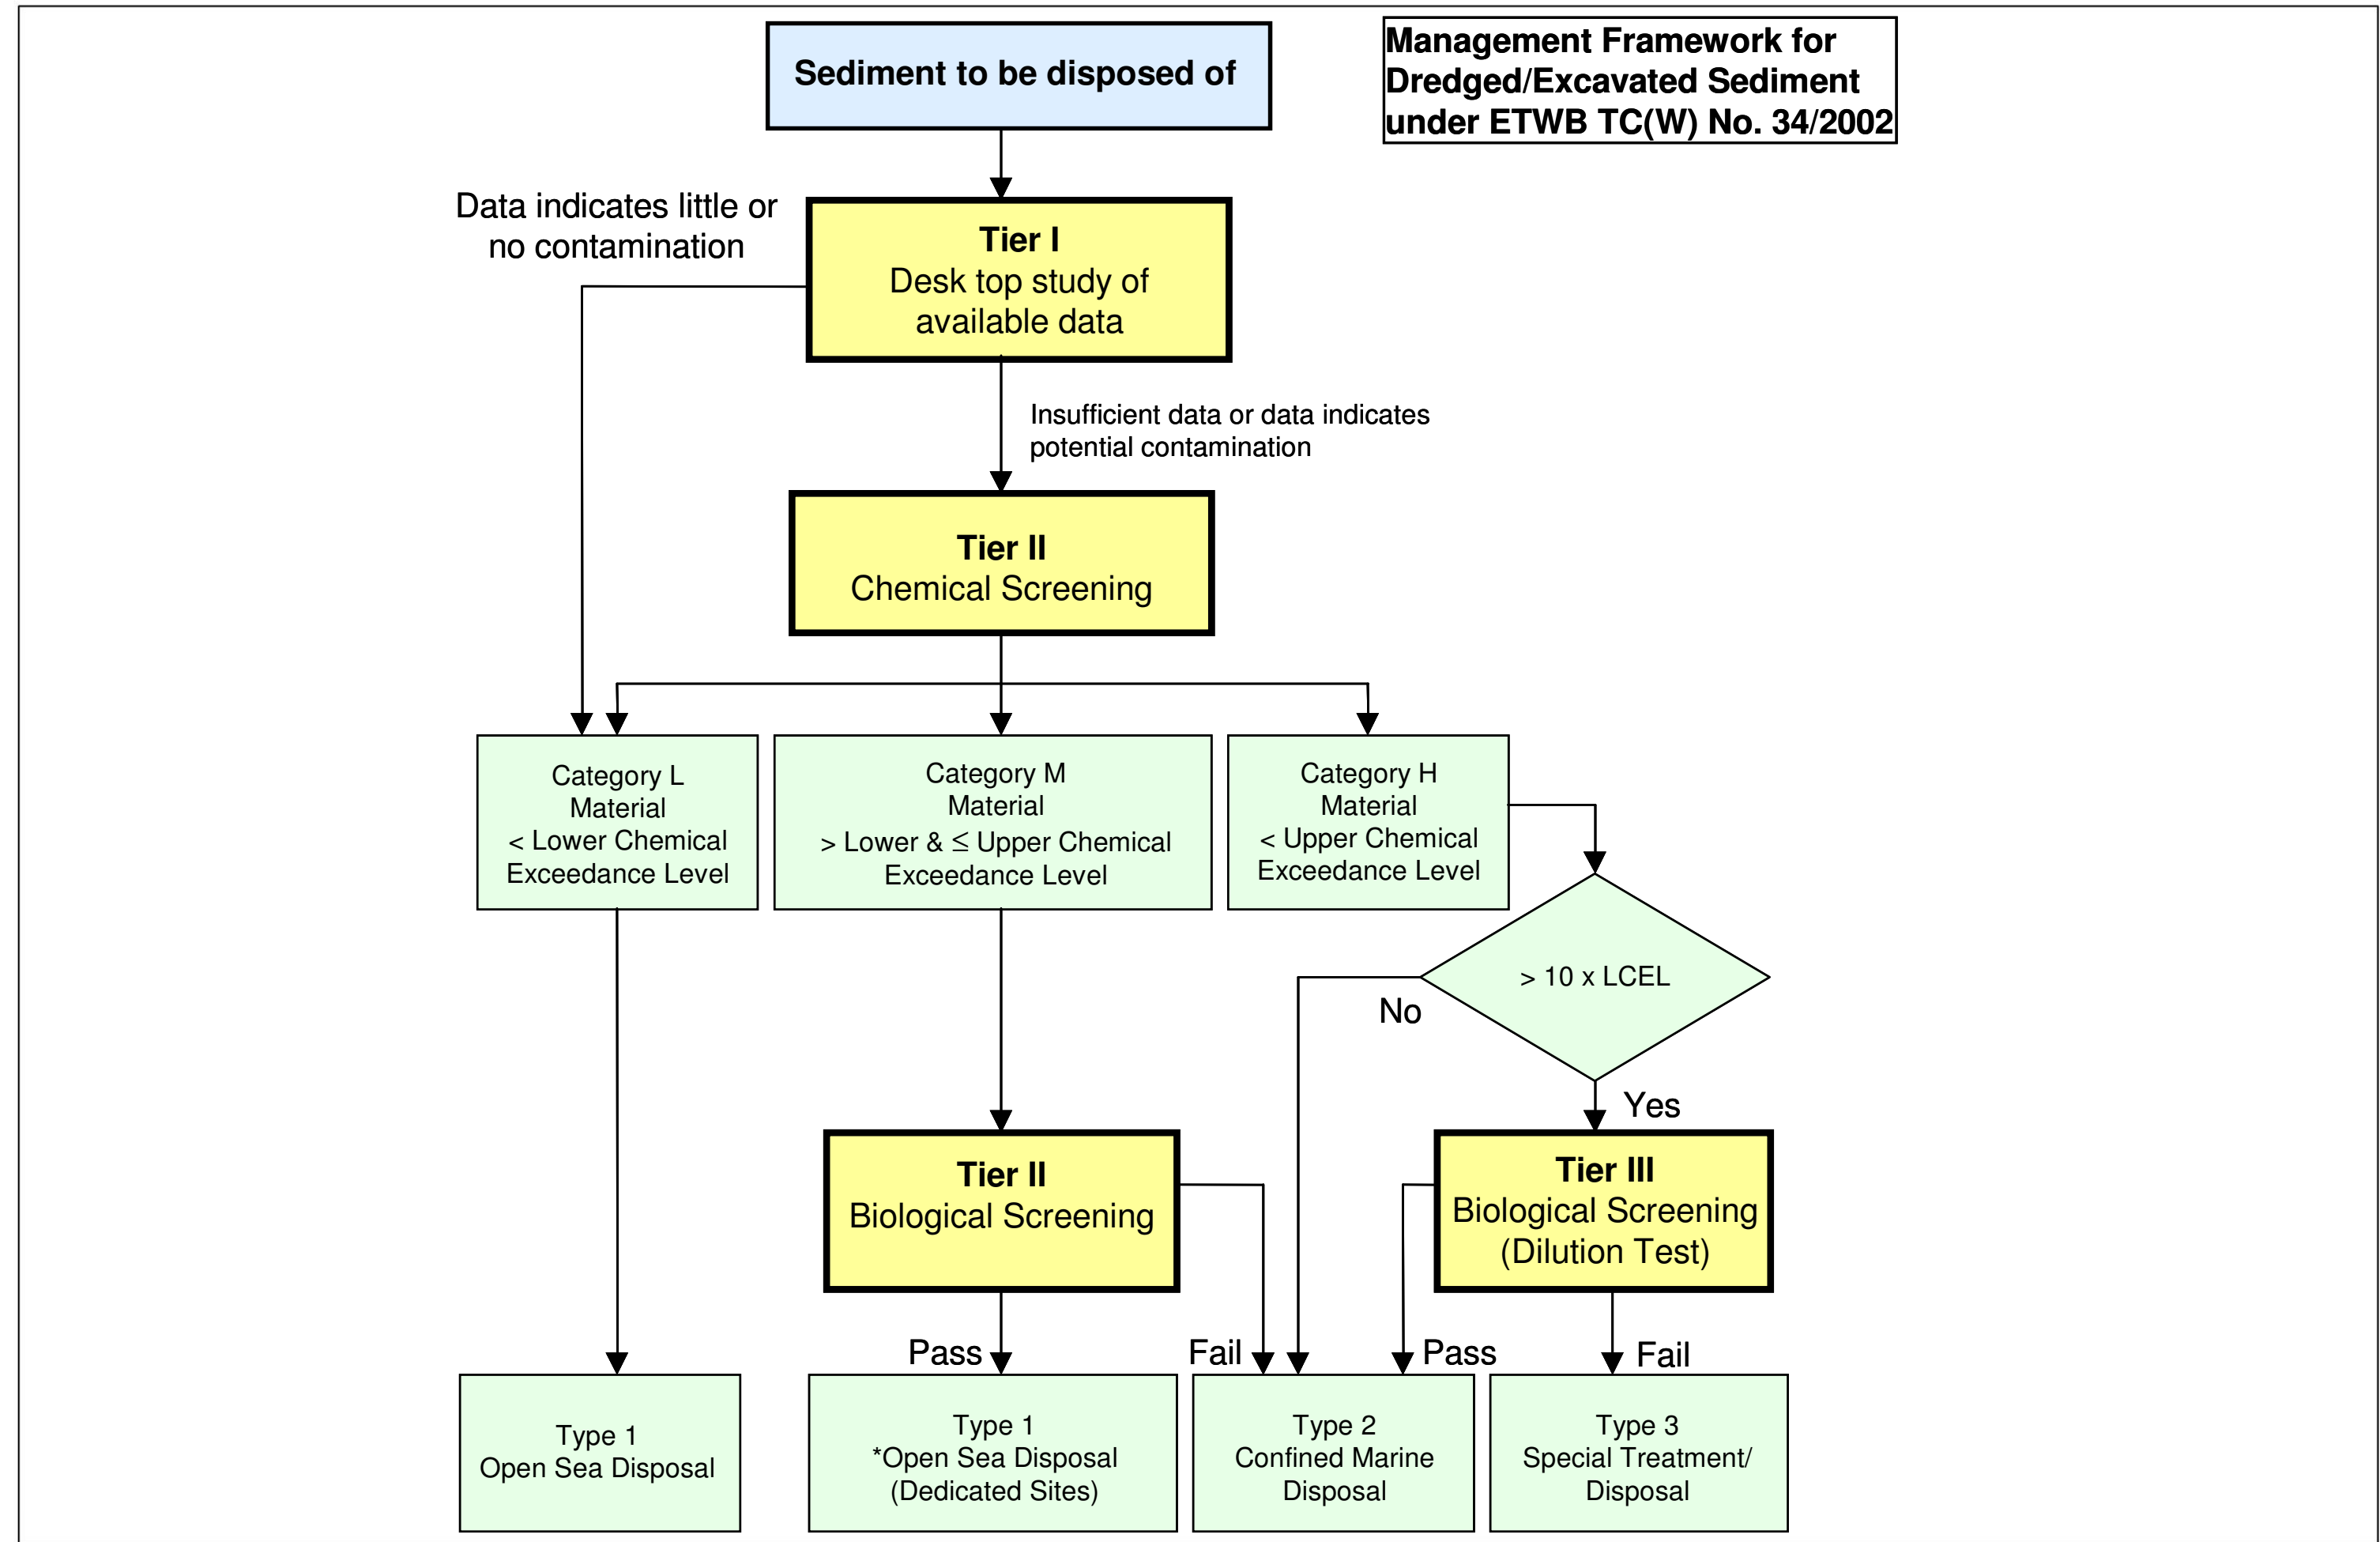 Sediment to be disposed of
Management Framework for
Dredged/Excavated Sediment
under ETWB TC(W) No. 34/2002
Data indicates little or
no contamination
Tier I
Desk top study of
available data
Insufficient data or data indicates
potential contamination
Tier II
Chemical Screening
Category L
Material
< Lower Chemical
Exceedance Level
Category M
Material
> Lower & ≤ Upper Chemical
Exceedance Level
Category H
Material
< Upper Chemical
Exceedance Level
> 10 x LCEL
No
Yes
Tier II
Biological Screening
Tier III
Biological Screening
(Dilution Test)
Pass
Fail
Pass
Fail
Type 1
Open Sea Disposal
Type 1
*Open Sea Disposal
(Dedicated Sites)
Type 2
Confined Marine
Disposal
Type 3
Special Treatment/
Disposal